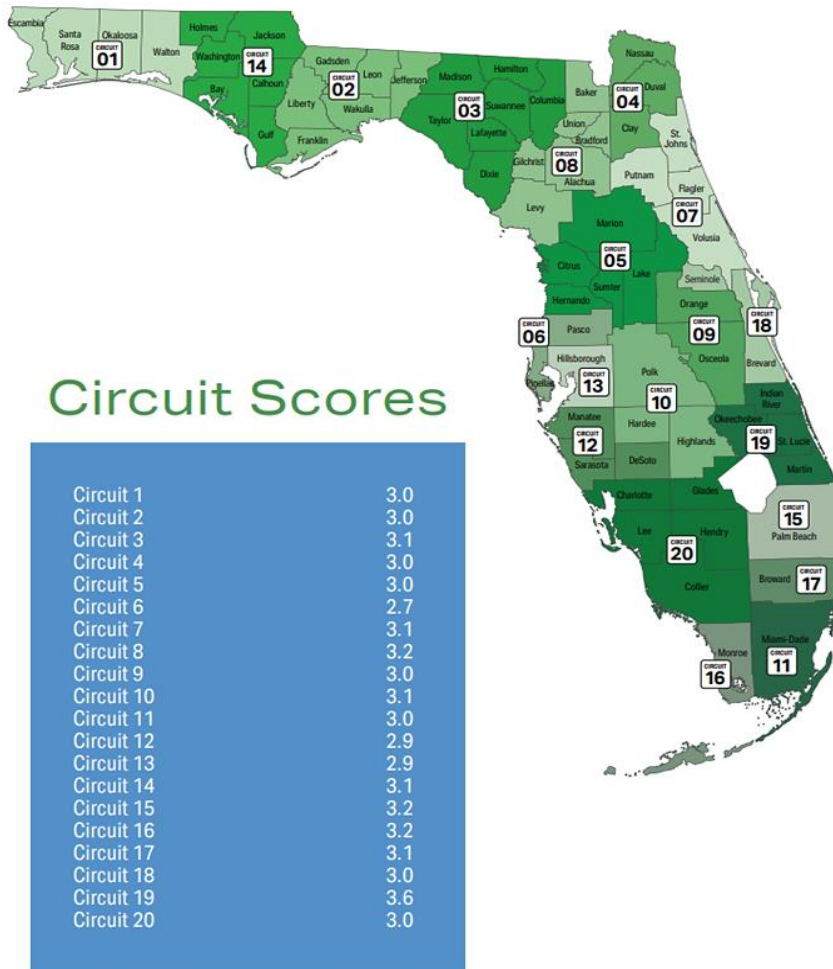 Escambia
Santa
Rosa
Okaloosa
Walton
CIRCUIT
01
Holmes
Jackson
Washington
CIRCUIT
14
Bay
Calhoun
Gulf
Gadsden
Leon
Jefferson
CIRCUIT
02
Liberty
Wakulla
Franklin
Madison
Hamilton
CIRCUIT
03
Suwannee
Columbia
Taylor
Lafayette
Dixie
Nassau
Duval
CIRCUIT
04
Clay
Baker
Union
Bradford
Gilchrist
CIRCUIT
08
Alachua
Levy
St.
Johns
Putnam
Flagler
CIRCUIT
07
Volusia
Marion
CIRCUIT
05
Citrus
Lake
Sumter
Hernando
Seminole
Orange
CIRCUIT
09
Osceola
CIRCUIT
18
Brevard
CIRCUIT
06
Pasco
Pinellas
Hillsborough
CIRCUIT
13
Polk
CIRCUIT
10
Hardee
Highlands
Manatee
CIRCUIT
12
Sarasota
DeSoto
Indian
River
Okeechobee
CIRCUIT
19
St. Lucie
Martin
Charlotte
Glades
Lee
Hendry
CIRCUIT
20
Collier
CIRCUIT
15
Palm Beach
Broward
CIRCUIT
17
Miami-Dade
CIRCUIT
11
Monroe
CIRCUIT
16
Circuit Scores
Circuit 1 3.0
Circuit 2 3.0
Circuit 3 3.1
Circuit 4 3.0
Circuit 5 3.0
Circuit 6 2.7
Circuit 7 3.1
Circuit 8 3.2
Circuit 9 3.0
Circuit 10 3.1
Circuit 11 3.0
Circuit 12 2.9
Circuit 13 2.9
Circuit 14 3.1
Circuit 15 3.2
Circuit 16 3.2
Circuit 17 3.1
Circuit 18 3.0
Circuit 19 3.6
Circuit 20 3.0